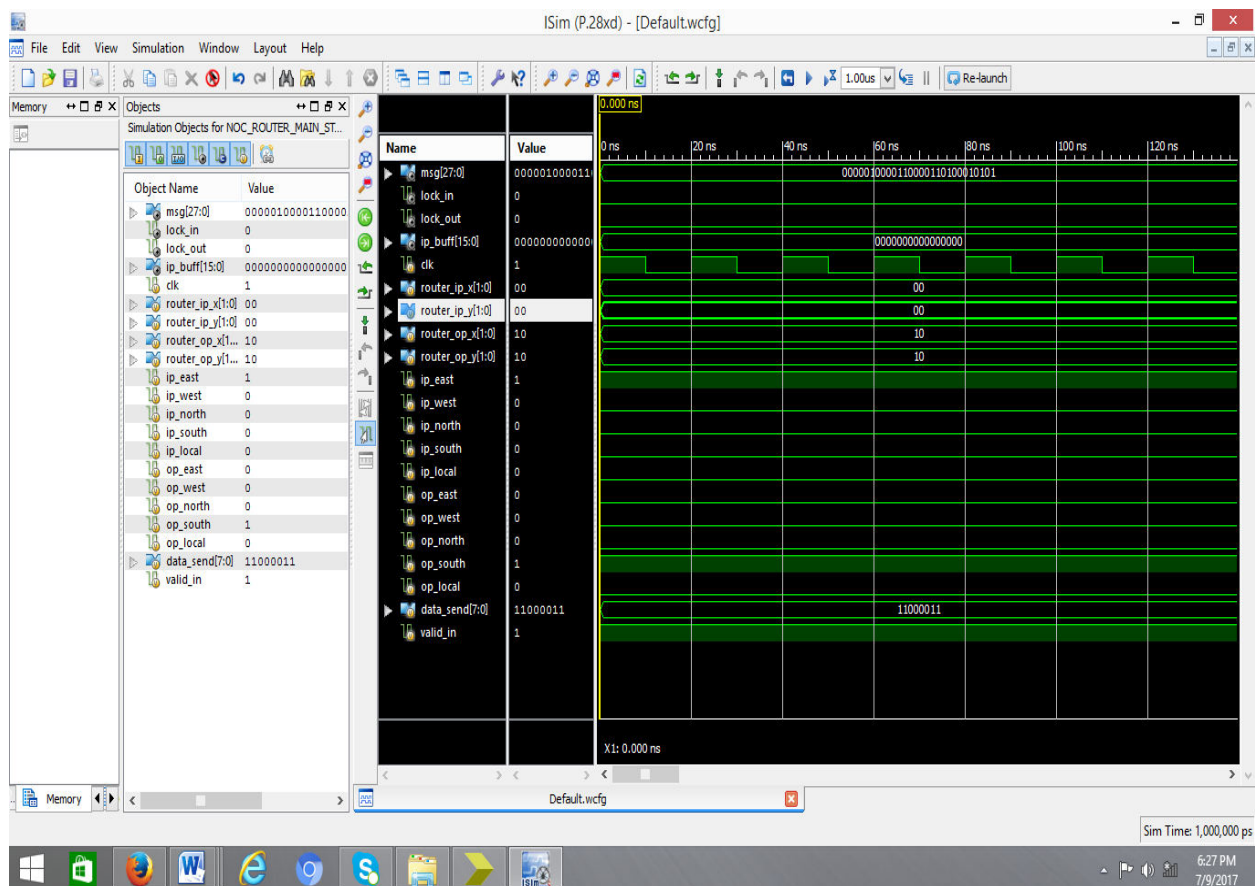 ISim (P.28xd) - [Default.wcfg]
File Edit View Simulation Window Layout Help
1.00us Re-launch
Memory
Objects
Simulation Objects for NOC_ROUTER_MAIN_ST...
Object Name Value
msg[27:0] 0000010000110000
lock_in 0
lock_out 0
ip_buff[15:0] 0000000000000000
clk 1
router_ip_x[1:0] 00
router_ip_y[1:0] 00
router_op_x[1... 10
router_op_y[1... 10
ip_east 1
ip_west 0
ip_north 0
ip_south 0
ip_local 0
op_east 0
op_west 0
op_north 0
op_south 1
op_local 0
data_send[7:0] 11000011
valid_in 1
0.000 ns
Name Value
0 ns 20 ns 40 ns 60 ns 80 ns 100 ns 120 ns
msg[27:0] 000001000011 0000010000110000110100010101
lock_in 0
lock_out 0
ip_buff[15:0] 000000000000 0000000000000000
clk 1
router_ip_x[1:0] 00 00
router_ip_y[1:0] 00 00
router_op_x[1:0] 10 10
router_op_y[1:0] 10 10
ip_east 1
ip_west 0
ip_north 0
ip_south 0
ip_local 0
op_east 0
op_west 0
op_north 0
op_south 1
op_local 0
data_send[7:0] 11000011 11000011
valid_in 1
X1: 0.000 ns
Memory
Default.wcfg
Sim Time: 1,000,000 ps
6:27 PM
7/9/2017